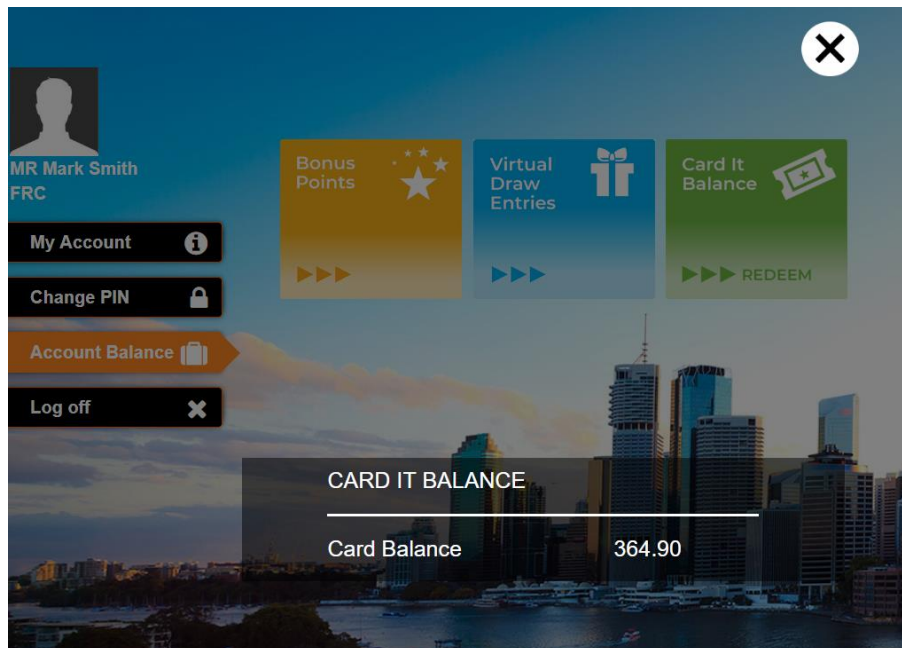 MR Mark Smith
FRC
My Account
Change PIN
Account Balance
Log off
Bonus
Points
Virtual
Draw
Entries
Card It
Balance
REDEEM
CARD IT BALANCE
Card Balance 364.90